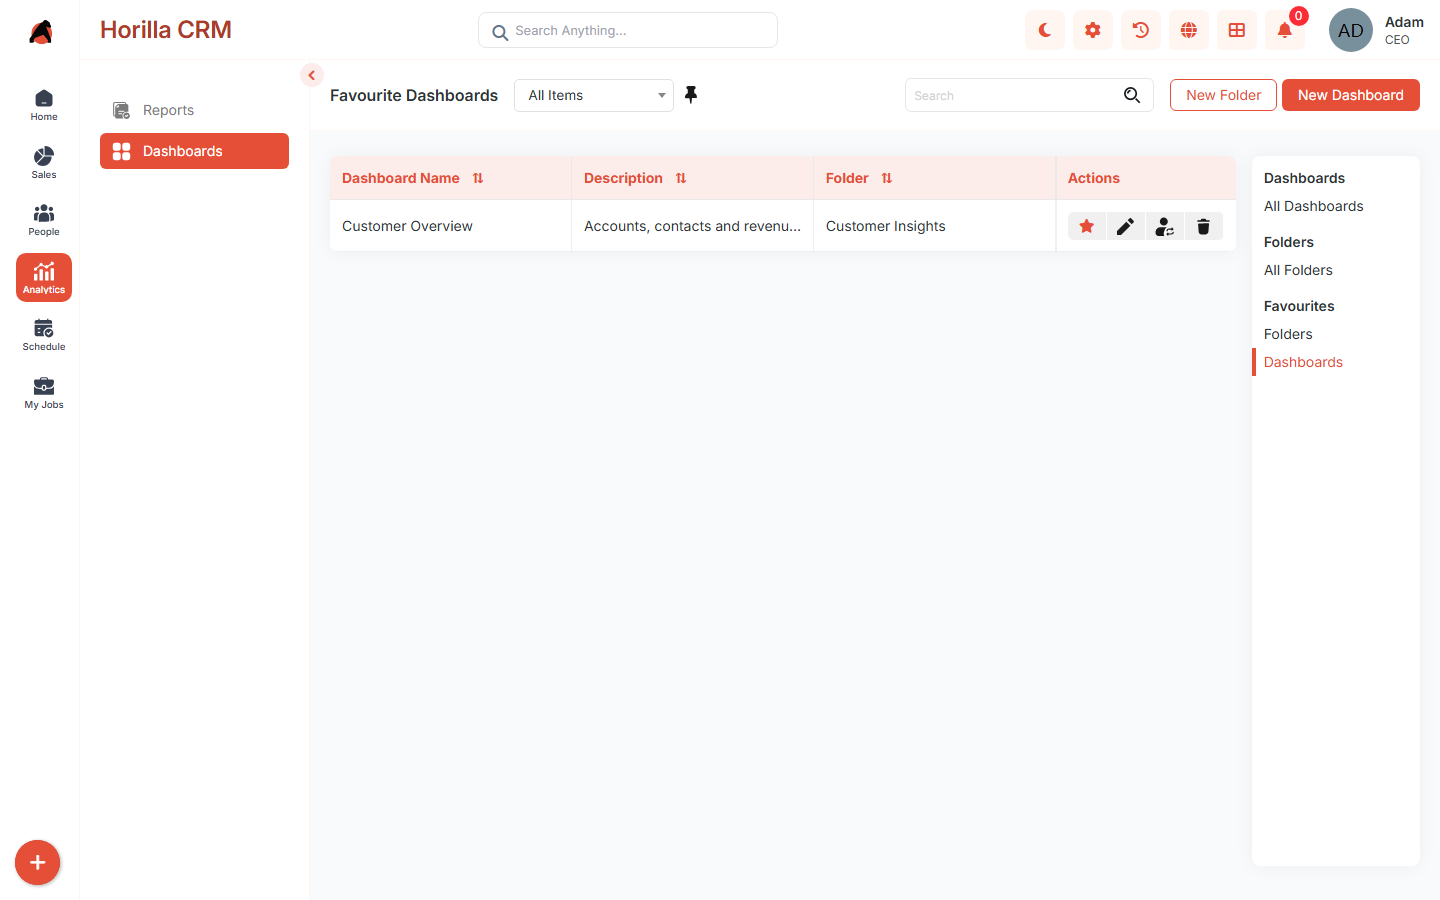 Horilla CRM
Search Anything...
0
AD
Adam
CEO
Home
Sales
People
Analytics
Schedule
My Jobs
Reports
Dashboards
Favourite Dashboards
All Items
Search
New Folder
New Dashboard
Dashboard Name
Description
Folder
Actions
Customer Overview
Accounts, contacts and revenu...
Customer Insights
Dashboards
All Dashboards
Folders
All Folders
Favourites
Folders
Dashboards